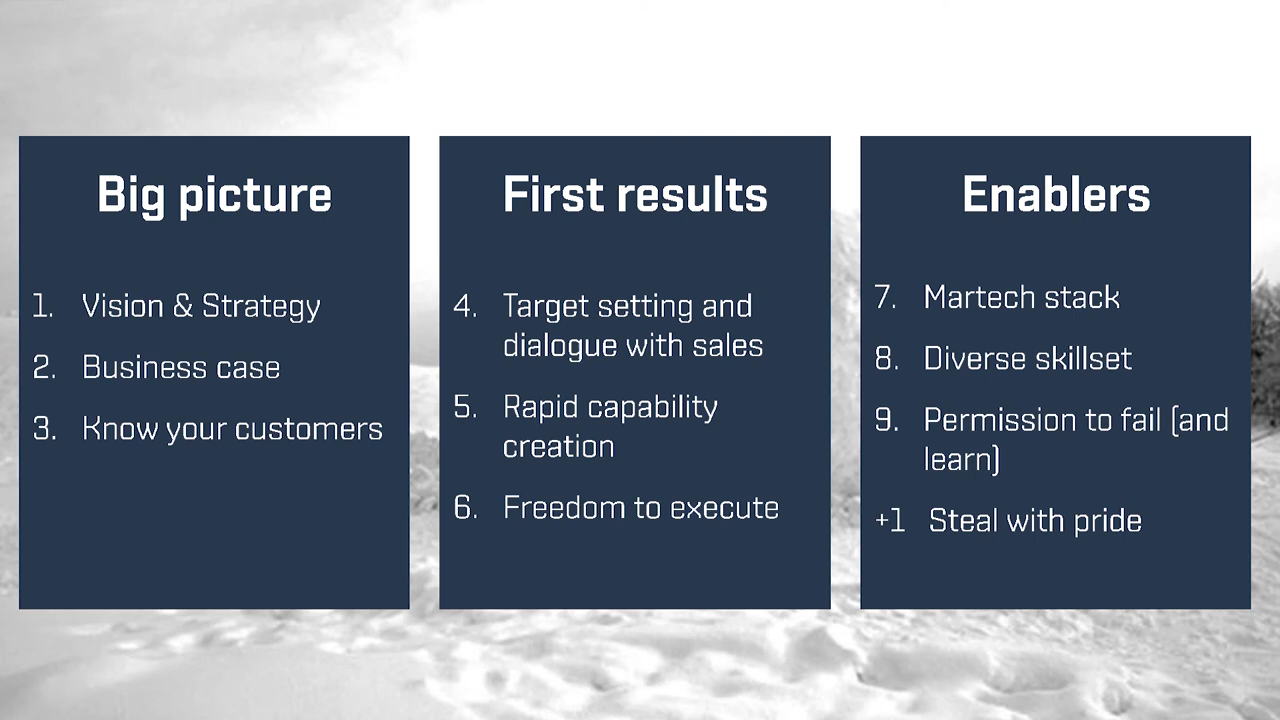 Big picture
1. Vision & Strategy
2. Business case
3. Know your customers
First results
4. Target setting and
dialogue with sales
5. Rapid capability
creation
6. Freedom to execute
Enablers
7. Martech stack
8. Diverse skillset
9. Permission to fail (and
learn)
+1 Steal with pride